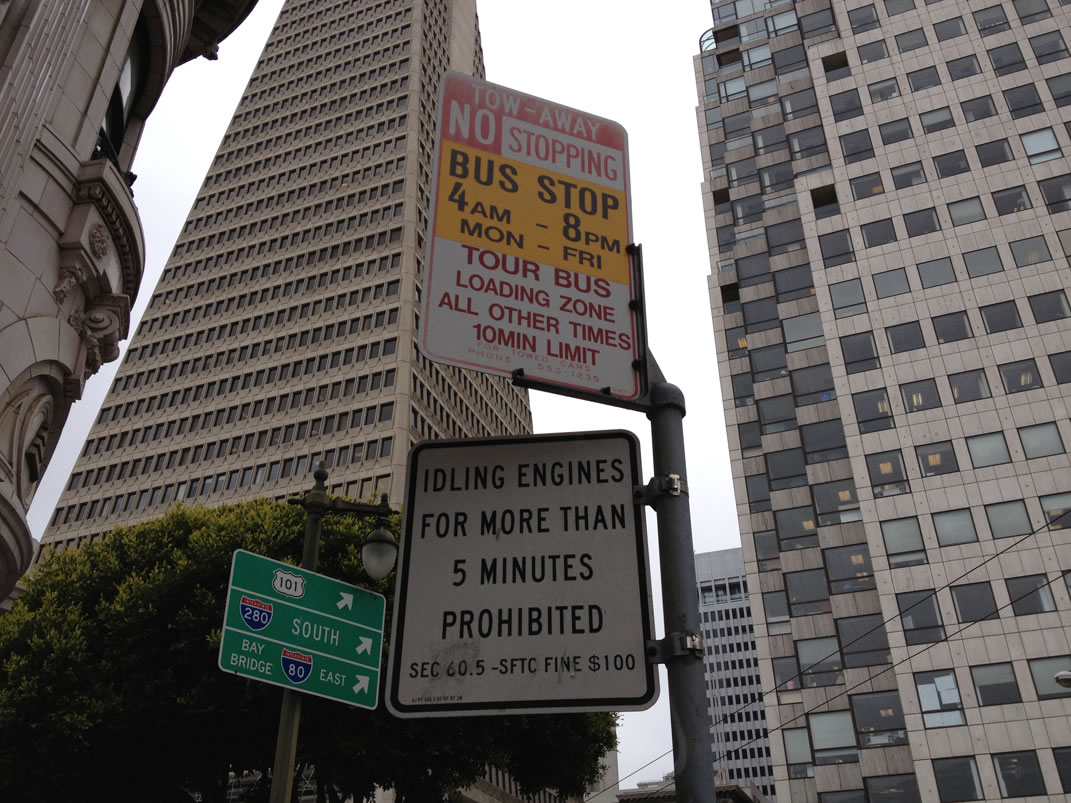 TOW-AWAY
NO STOPPING
BUS STOP
4AM - 8PM
MON - FRI
TOUR BUS
LOADING ZONE
ALL OTHER TIMES
10MIN LIMIT
FOR TOWED CARS
PHONE 553-1235
IDLING ENGINES
FOR MORE THAN
5 MINUTES
PROHIBITED
SEC 60.5 -SFTC FINE $100
101
INTERSTATE
280
SOUTH
BAY
BRIDGE
INTERSTATE
80
EAST